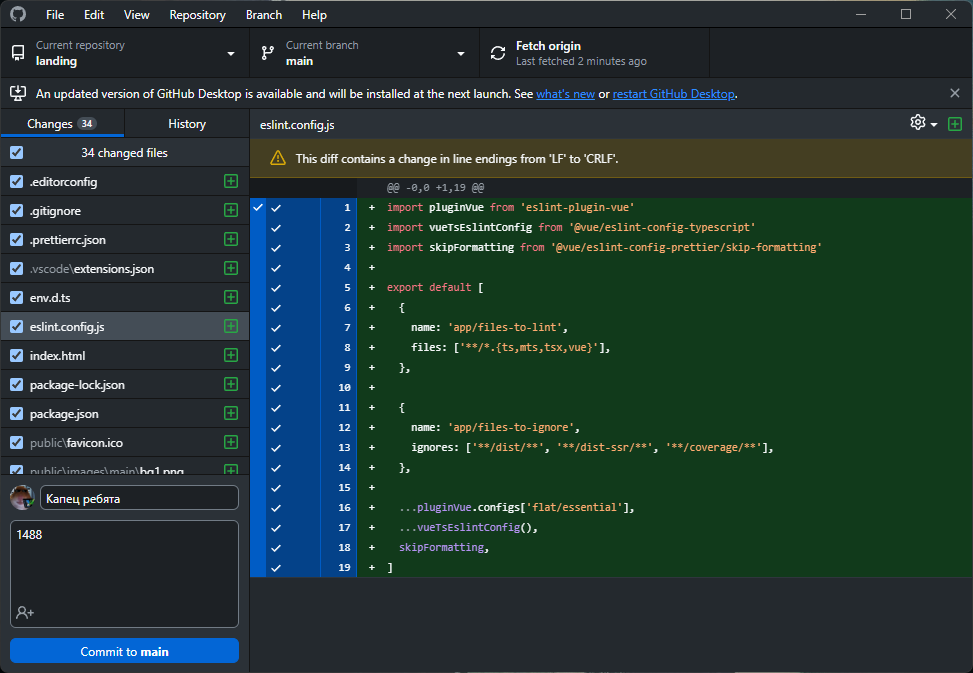 File Edit View Repository Branch Help
Current repository
landing
Current branch
main
Fetch origin
Last fetched 2 minutes ago
An updated version of GitHub Desktop is available and will be installed at the next launch. See what's new or restart GitHub Desktop.
Changes 34 History
34 changed files
.editorconfig
.gitignore
.prettierrc.json
.vscode\extensions.json
env.d.ts
eslint.config.js
index.html
package-lock.json
package.json
public\favicon.ico
public\images\main\bg1.png
Капец ребята
1488
Commit to main
eslint.config.js
This diff contains a change in line endings from 'LF' to 'CRLF'.
@@ -0,0 +1,19 @@
1 + import pluginVue from 'eslint-plugin-vue'
2 + import vueTsEslintConfig from '@vue/eslint-config-typescript'
3 + import skipFormatting from '@vue/eslint-config-prettier/skip-formatting'
4 +
5 + export default [
6 + {
7 + name: 'app/files-to-lint',
8 + files: ['**/*.{ts,mts,tsx,vue}'],
9 + },
10 +
11 + {
12 + name: 'app/files-to-ignore',
13 + ignores: ['**/dist/**', '**/dist-ssr/**', '**/coverage/**'],
14 + },
15 +
16 + ...pluginVue.configs['flat/essential'],
17 + ...vueTsEslintConfig(),
18 + skipFormatting,
19 + ]